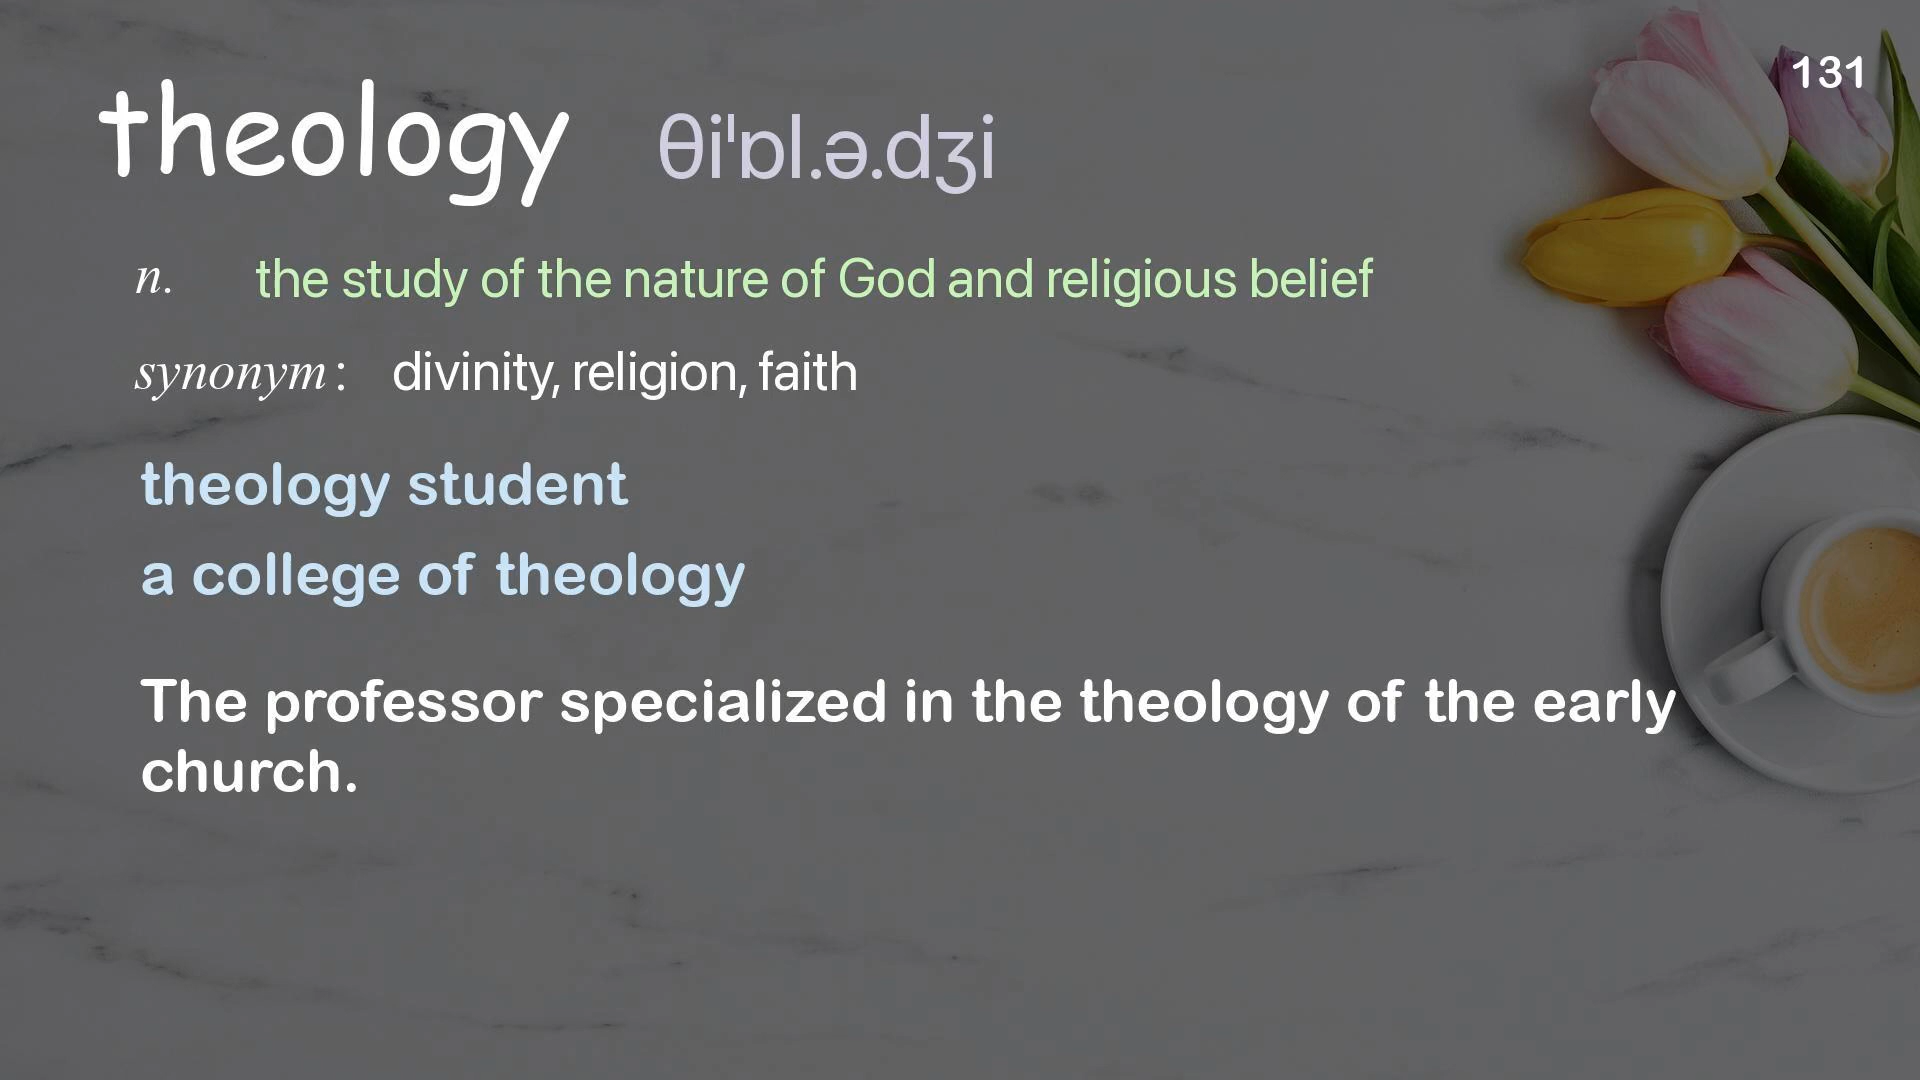 131
theology θiˈɒl.ə.dʒi
n. the study of the nature of God and religious belief
synonym: divinity, religion, faith
theology student
a college of theology
The professor specialized in the theology of the early
church.